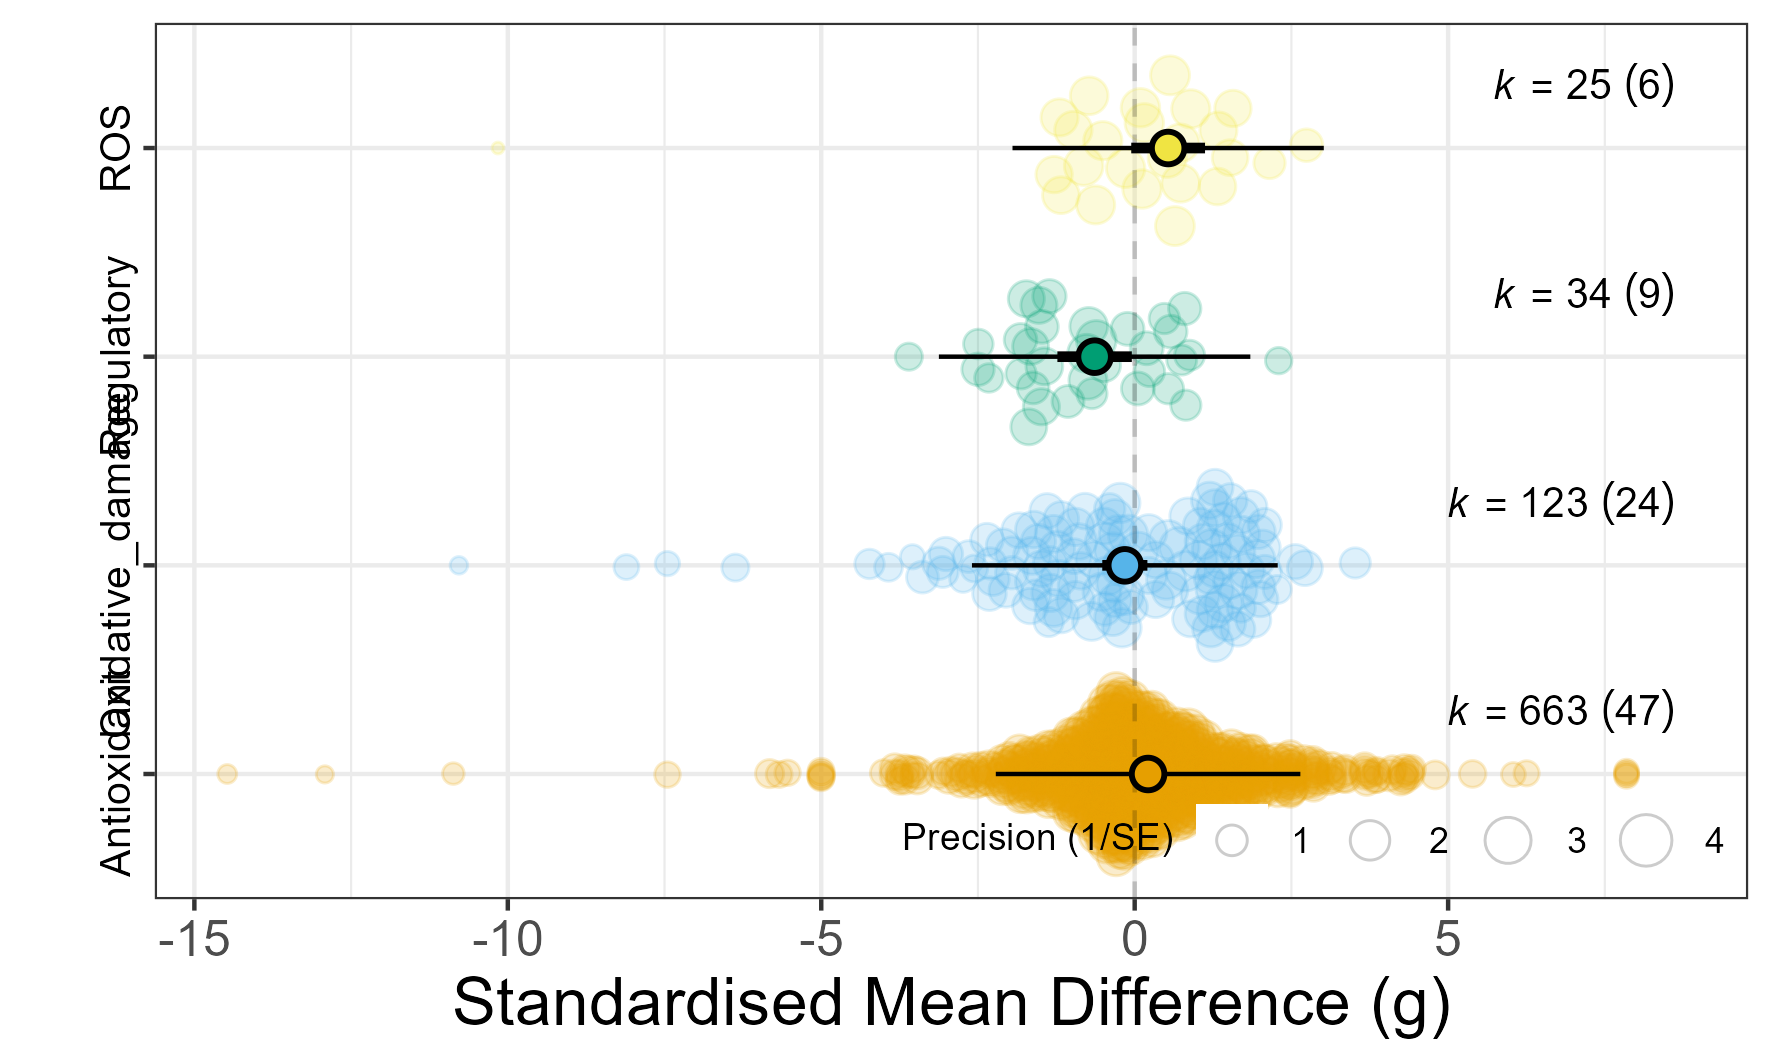 ROS
k = 25 (6)
Regulatory
k = 34 (9)
Oxidative_damage
k = 123 (24)
Antioxidant
k = 663 (47)
Precision (1/SE) 1 2 3 4
-15 -10 -5 0 5
Standardised Mean Difference (g)